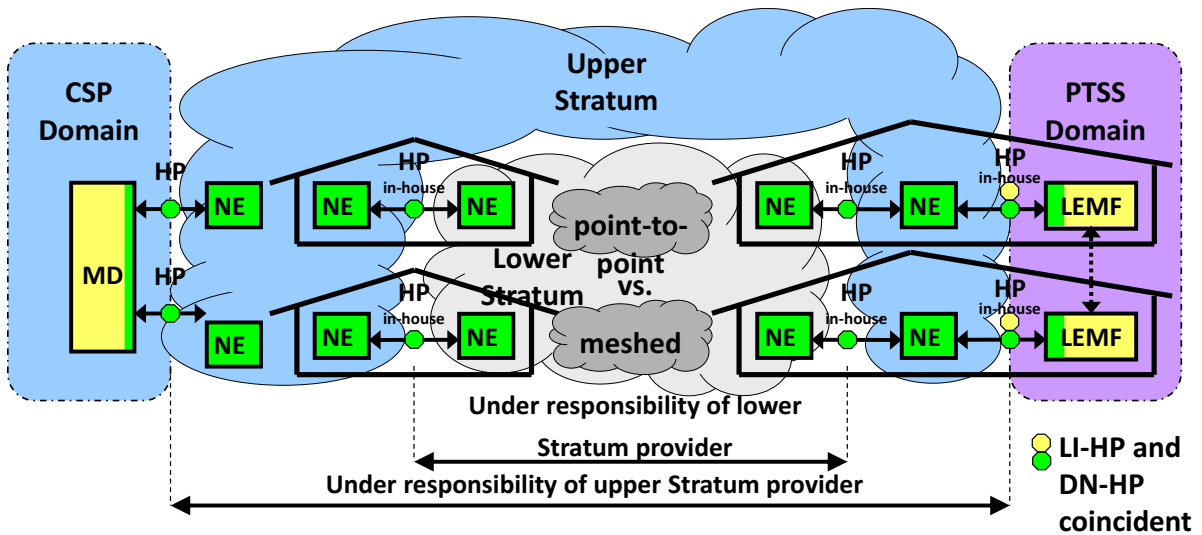 Upper
Stratum
CSP
Domain
PTSS
Domain
HP
HP
in-house
HP
in-house
HP
in-house
NE
NE
NE
NE
NE
LEMF
point-to-
point
vs.
meshed
Lower
Stratum
MD
HP
HP
in-house
HP
in-house
HP
in-house
NE
NE
NE
NE
NE
LEMF
Under responsibility of lower
Stratum provider
Under responsibility of upper Stratum provider
LI-HP and
DN-HP
coincident